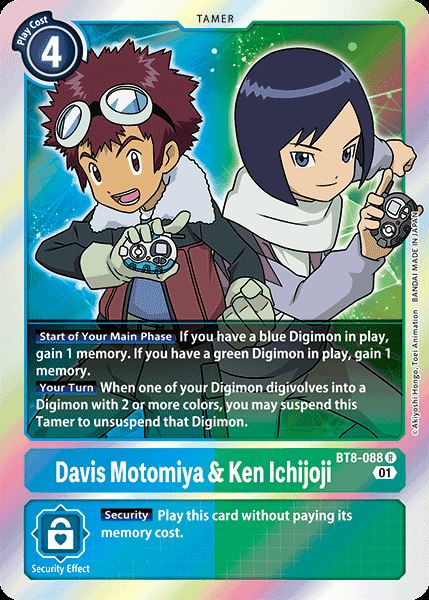 TAMER
Play Cost
4
Start of Your Main Phase If you have a blue Digimon in play,
gain 1 memory. If you have a green Digimon in play, gain 1
memory.
Your Turn When one of your Digimon digivolves into a
Digimon with 2 or more colors, you may suspend this
Tamer to unsuspend that Digimon.
©Akiyoshi Hongo, Toei Animation BANDAI MADE IN JAPAN
BT8-088 R
Davis Motomiya & Ken Ichijoji
01
Security Play this card without paying its
memory cost.
Security Effect